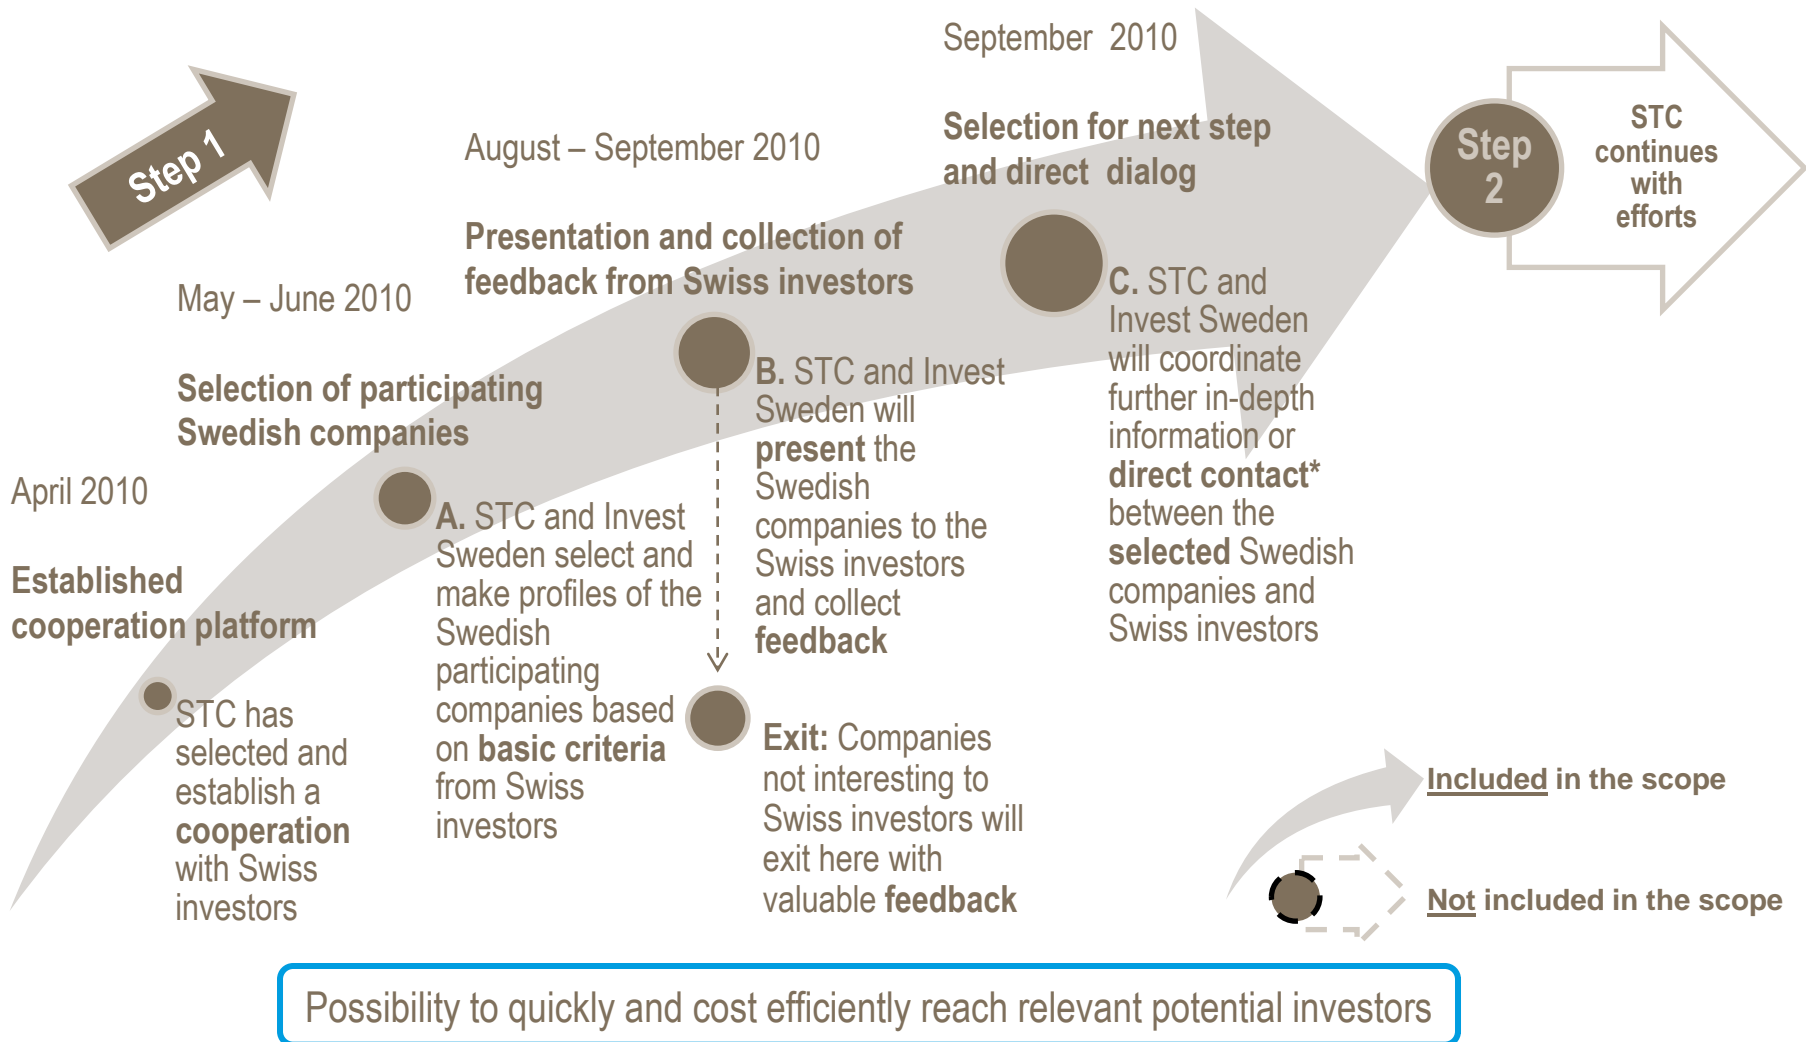 Step 1
April 2010
Established
cooperation platform
STC has
selected and
establish a
cooperation
with Swiss
investors
May – June 2010
Selection of participating
Swedish companies
A. STC and Invest
Sweden select and
make profiles of the
Swedish
participating
companies based
on basic criteria
from Swiss
investors
August – September 2010
Presentation and collection of
feedback from Swiss investors
B. STC and Invest
Sweden will
present the
Swedish
companies to the
Swiss investors
and collect
feedback
Exit: Companies
not interesting to
Swiss investors will
exit here with
valuable feedback
September 2010
Selection for next step
and direct dialog
C. STC and
Invest Sweden
will coordinate
further in-depth
information or
direct contact*
between the
selected Swedish
companies and
Swiss investors
Step
2
STC
continues
with
efforts
Included in the scope
Not included in the scope
Possibility to quickly and cost efficiently reach relevant potential investors